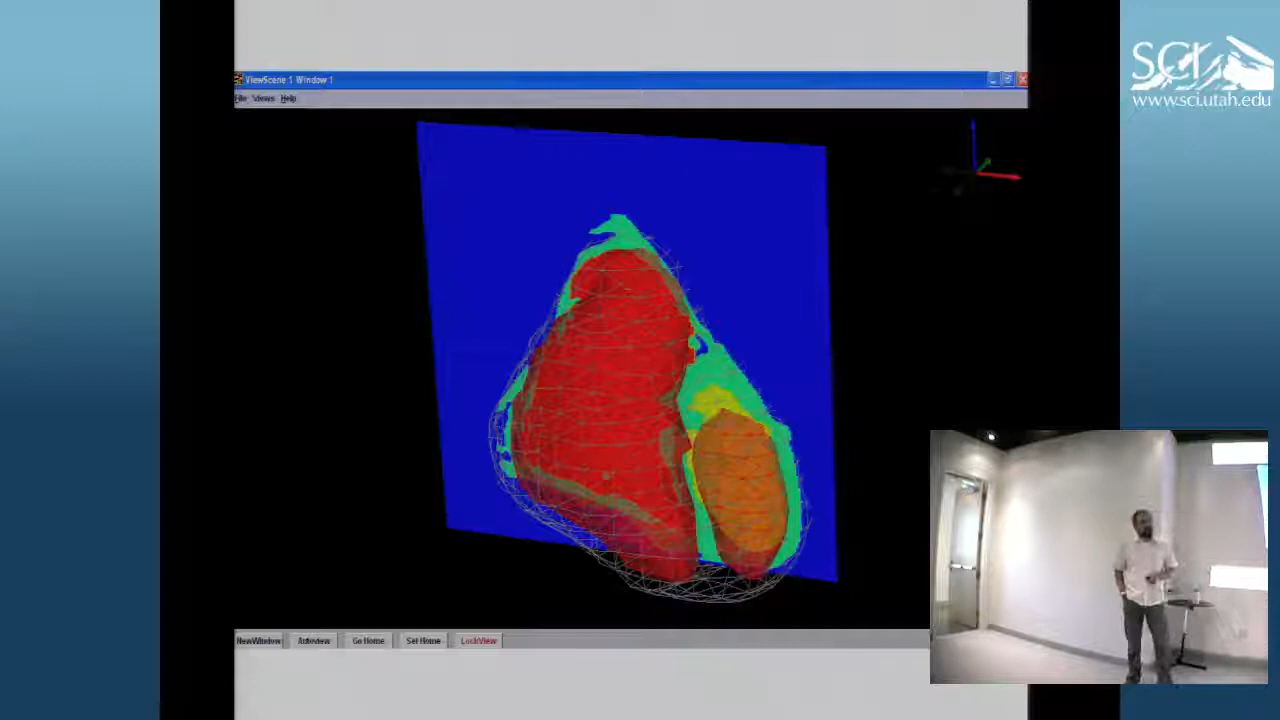 ViewScene 1 Window 1
File Views Help
SCI
www.sci.utah.edu
NewWindow Autoview Go Home Set Home LockView